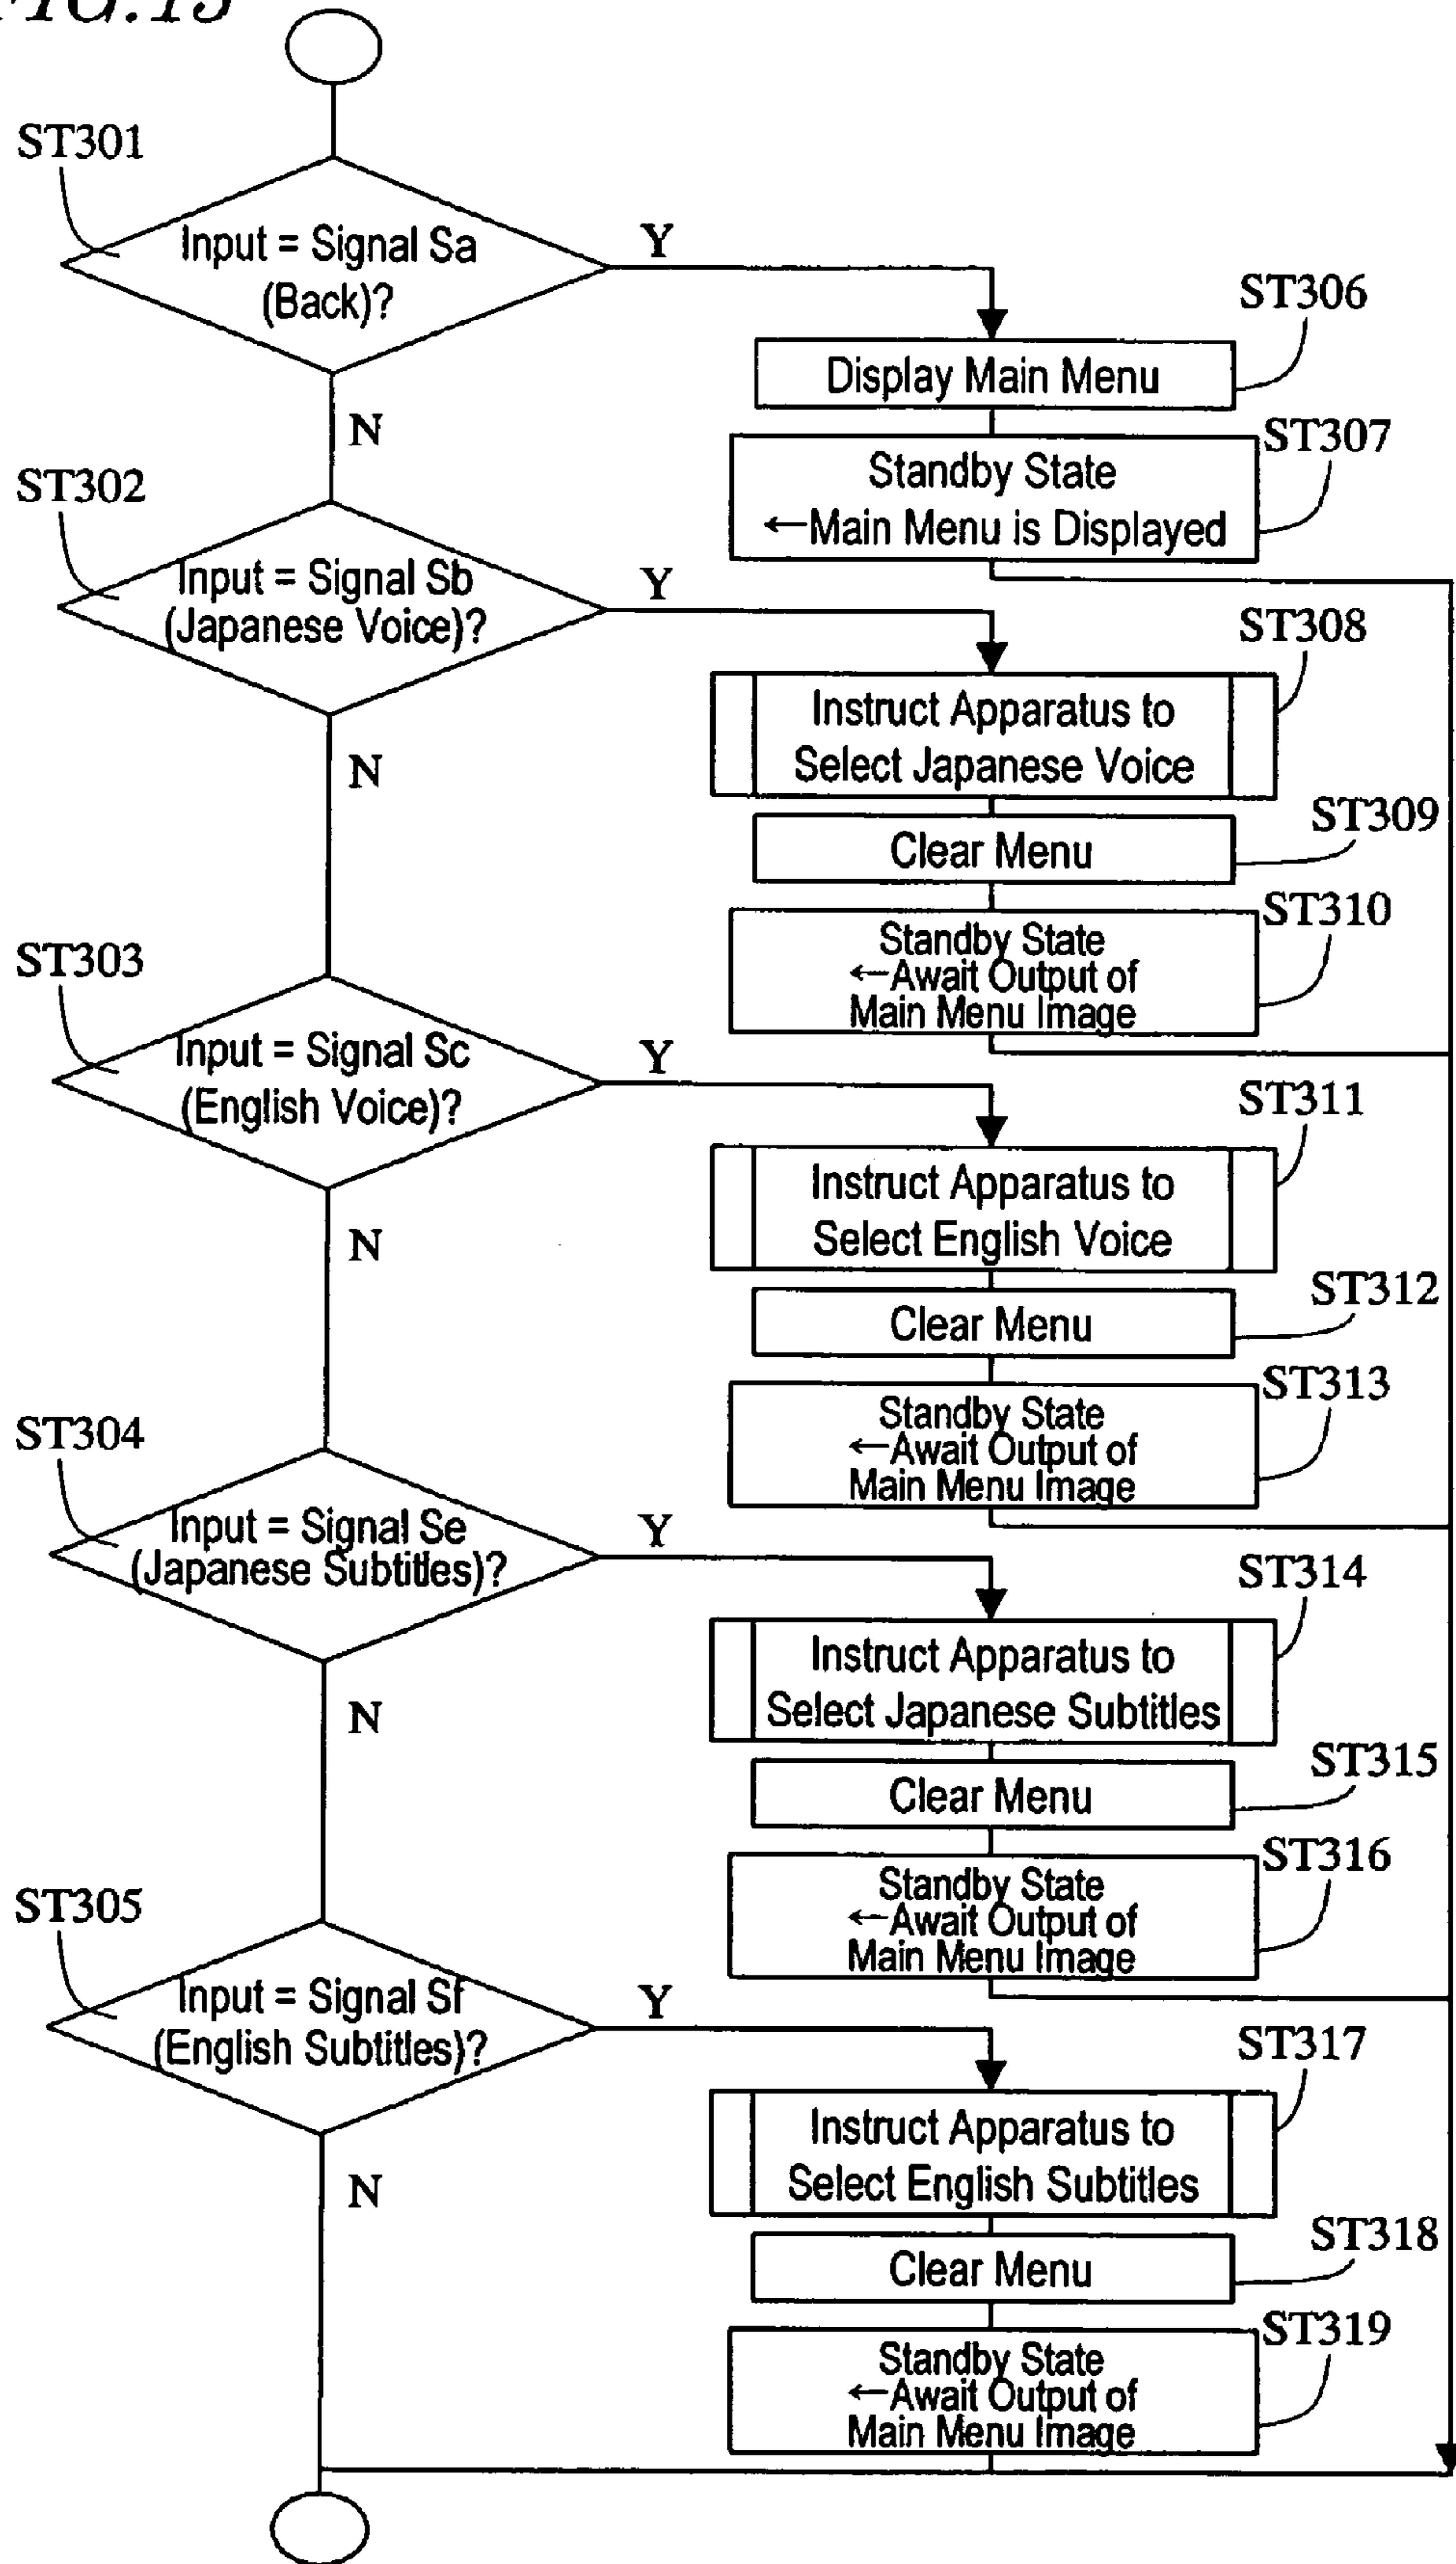 FIG. 15
ST301
Input = Signal Sa
(Back)?
Y
N
ST306
Display Main Menu
ST307
Standby State
←Main Menu is Displayed
ST302
Input = Signal Sb
(Japanese Voice)?
Y
N
ST308
Instruct Apparatus to
Select Japanese Voice
ST309
Clear Menu
ST310
Standby State
←Await Output of
Main Menu Image
ST303
Input = Signal Sc
(English Voice)?
Y
N
ST311
Instruct Apparatus to
Select English Voice
ST312
Clear Menu
ST313
Standby State
←Await Output of
Main Menu Image
ST304
Input = Signal Se
(Japanese Subtitles)?
Y
N
ST314
Instruct Apparatus to
Select Japanese Subtitles
ST315
Clear Menu
ST316
Standby State
←Await Output of
Main Menu Image
ST305
Input = Signal Sf
(English Subtitles)?
Y
N
ST317
Instruct Apparatus to
Select English Subtitles
ST318
Clear Menu
ST319
Standby State
←Await Output of
Main Menu Image